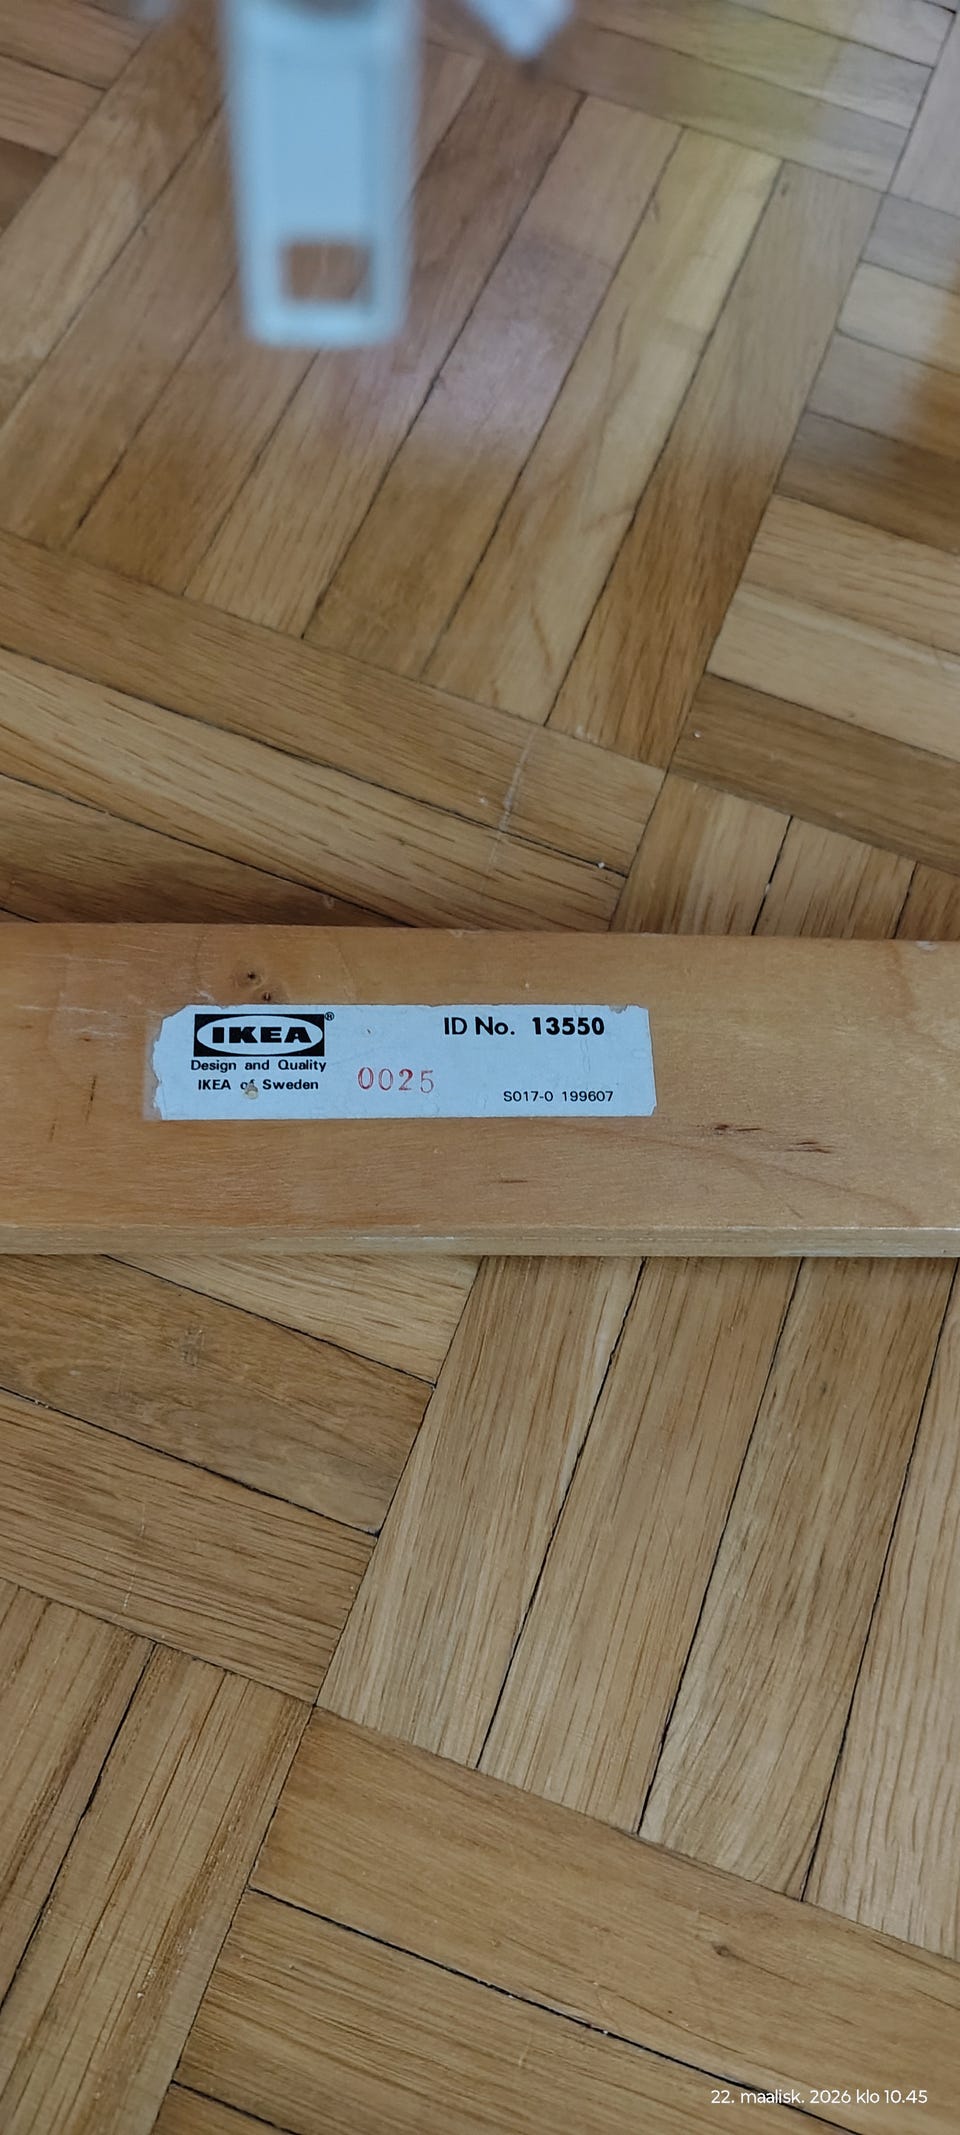 IKEA®
ID No. 13550
Design and Quality
IKEA of Sweden
0025
S017-0 199607
22. maalisk. 2026 klo 10.45